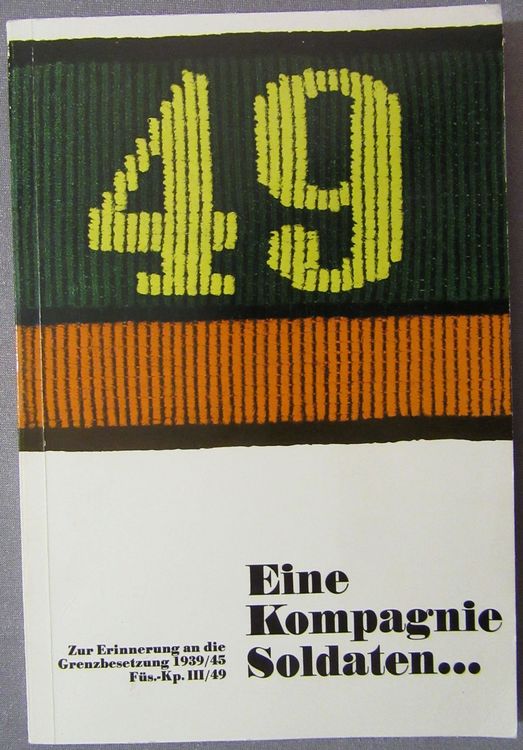 49
Eine
Kompagnie
Soldaten...
Zur Erinnerung an die
Grenzbesetzung 1939/45
Füs.-Kp. III/49